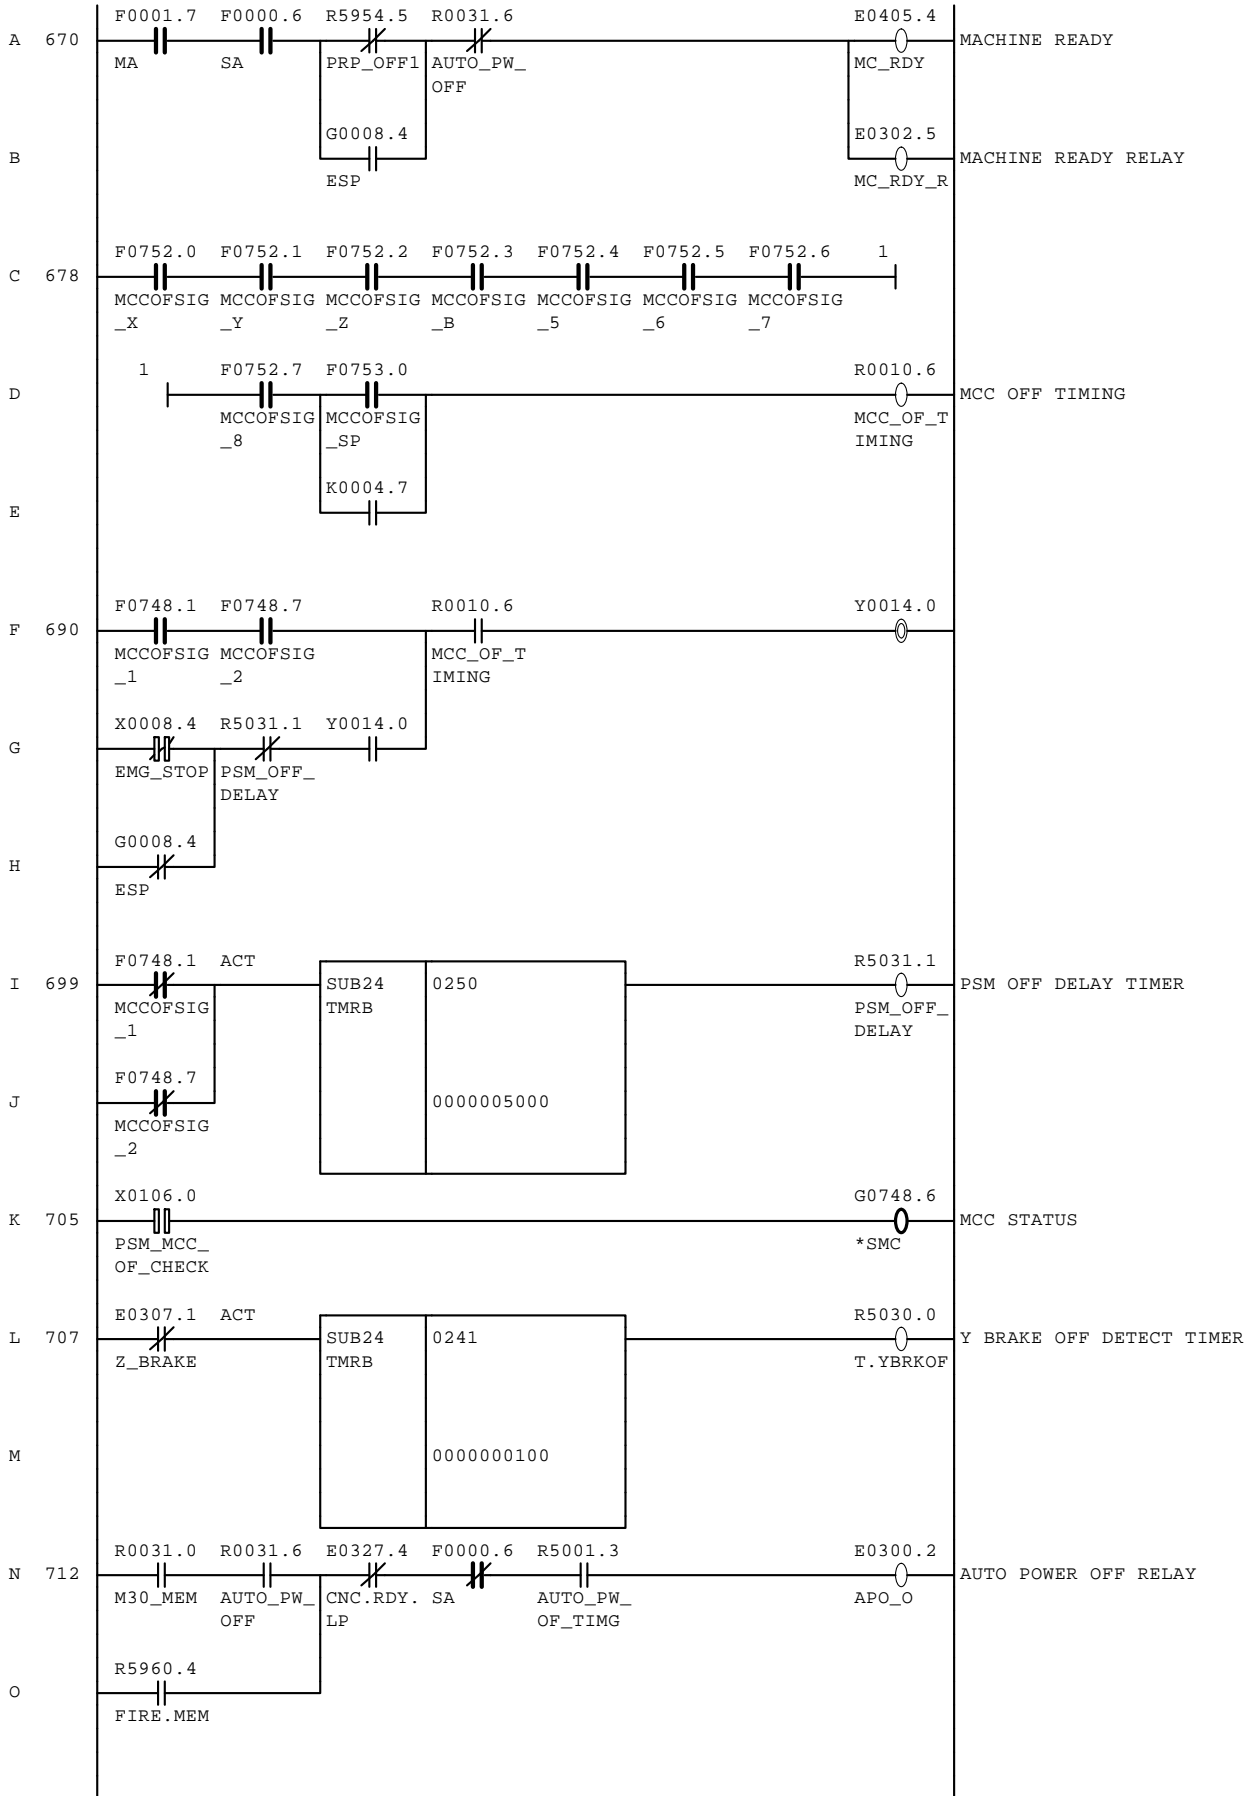 F0001.7 F0000.6 R5954.5 R0031.6 E0405.4
A 670 MACHINE READY
MA SA PRP_OFF1 AUTO_PW_ MC_RDY
OFF
G0008.4 E0302.5
B MACHINE READY RELAY
ESP MC_RDY_R
F0752.0 F0752.1 F0752.2 F0752.3 F0752.4 F0752.5 F0752.6 1
C 678
MCCOFSIG MCCOFSIG MCCOFSIG MCCOFSIG MCCOFSIG MCCOFSIG MCCOFSIG
_X _Y _Z _B _5 _6 _7
1 F0752.7 F0753.0 R0010.6
D MCC OFF TIMING
MCCOFSIG MCCOFSIG MCC_OF_T
_8 _SP IMING
K0004.7
E
F0748.1 F0748.7 R0010.6 Y0014.0
F 690
MCCOFSIG MCCOFSIG MCC_OF_T
_1 _2 IMING
X0008.4 R5031.1 Y0014.0
G
EMG_STOP PSM_OFF_
DELAY
G0008.4
H
ESP
F0748.1 ACT R5031.1
I 699 SUB24 0250 PSM OFF DELAY TIMER
MCCOFSIG TMRB PSM_OFF_
_1 DELAY
F0748.7
J 0000005000
MCCOFSIG
_2
X0106.0 G0748.6
K 705 MCC STATUS
PSM_MCC_ *SMC
OF_CHECK
E0307.1 ACT R5030.0
L 707 SUB24 0241 Y BRAKE OFF DETECT TIMER
Z_BRAKE TMRB T.YBRKOF
M 0000000100
R0031.0 R0031.6 E0327.4 F0000.6 R5001.3 E0300.2
N 712 AUTO POWER OFF RELAY
M30_MEM AUTO_PW_ CNC.RDY. SA AUTO_PW_ APO_O
OFF LP OF_TIMG
R5960.4
O
FIRE.MEM